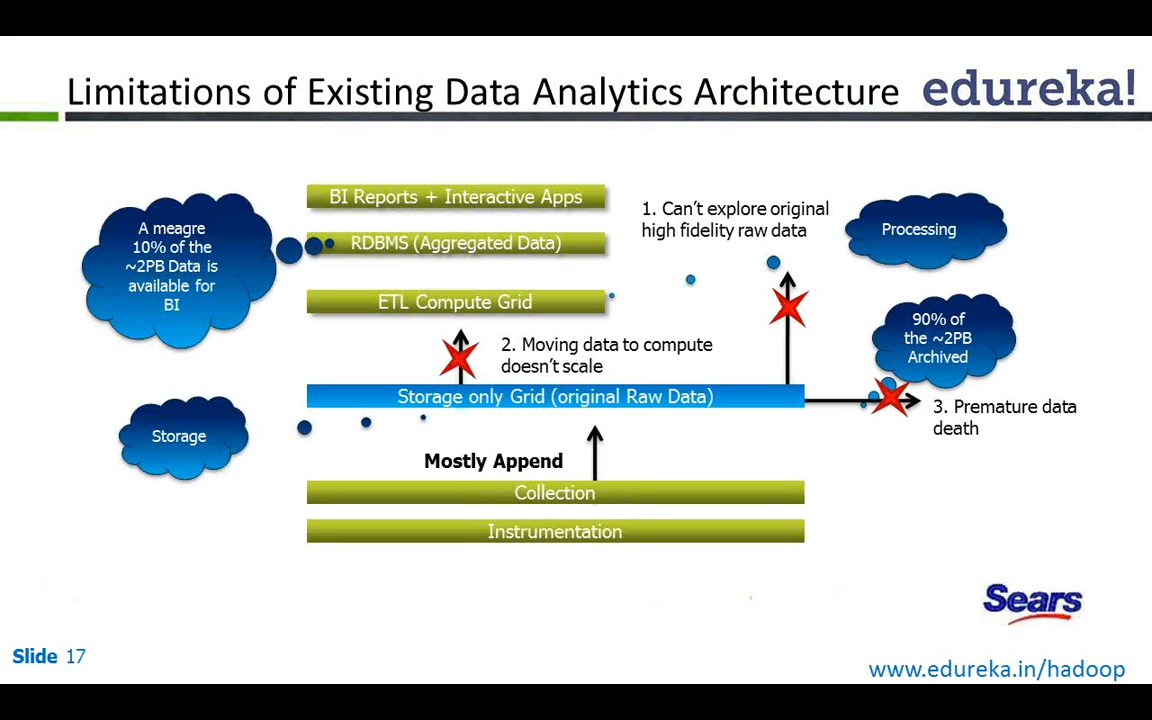 Limitations of Existing Data Analytics Architecture
edureka!
A meagre
10% of the
~2PB Data is
available for
BI
BI Reports + Interactive Apps
RDBMS (Aggregated Data)
ETL Compute Grid
1. Can't explore original
high fidelity raw data
Processing
2. Moving data to compute
doesn't scale
90% of
the ~2PB
Archived
Storage only Grid (original Raw Data)
3. Premature data
death
Storage
Mostly Append
Collection
Instrumentation
Sears
Slide 17
www.edureka.in/hadoop